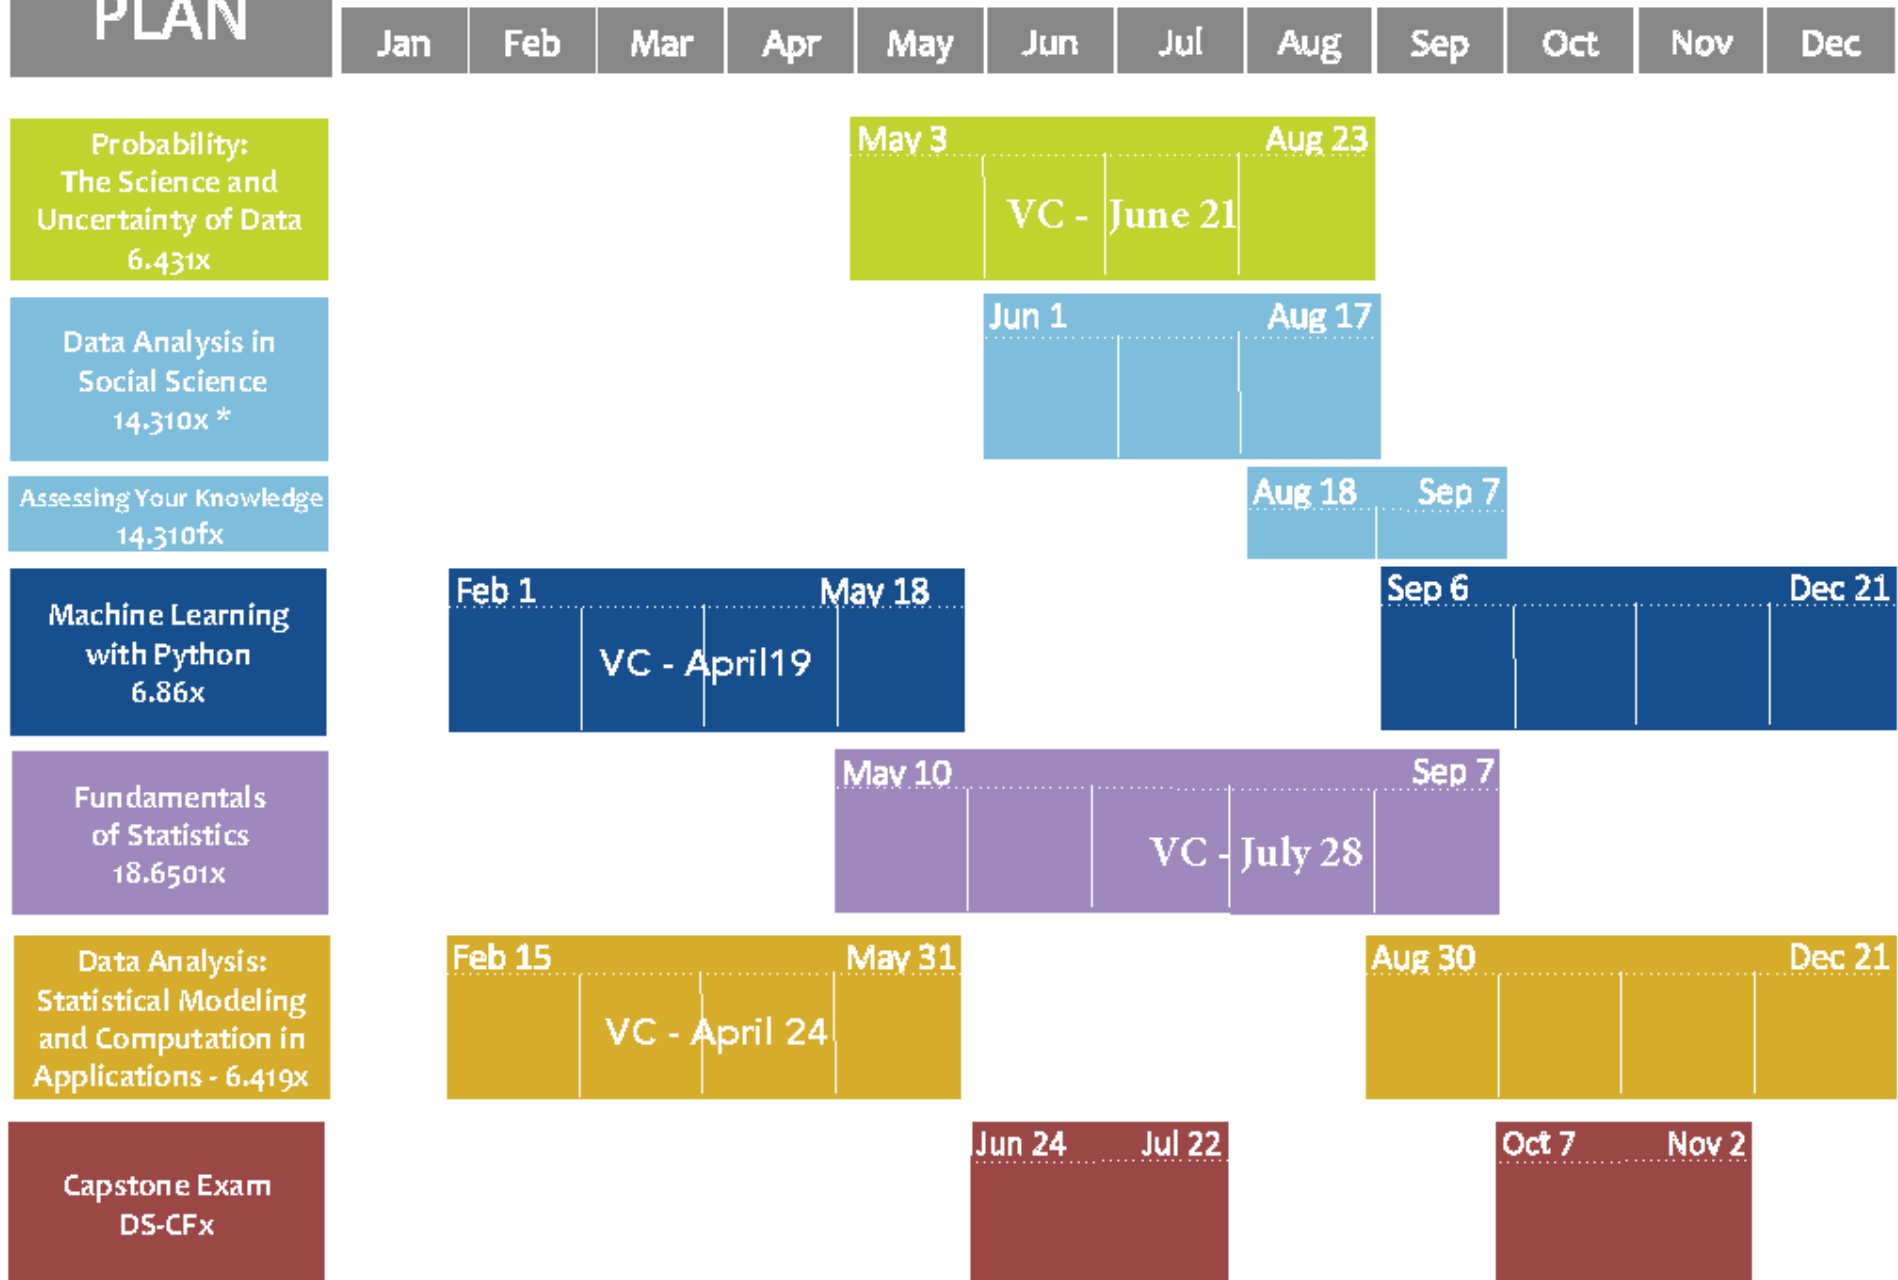 PLAN
Jan Feb Mar Apr May Jun Jul Aug Sep Oct Nov Dec
Probability:
The Science and
Uncertainty of Data
6.431x
May 3 Aug 23
VC - June 21
Data Analysis in
Social Science
14.310x *
Jun 1 Aug 17
Assessing Your Knowledge
14.310fx
Aug 18 Sep 7
Machine Learning
with Python
6.86x
Feb 1 May 18
VC - April19
Sep 6 Dec 21
Fundamentals
of Statistics
18.6501x
May 10 Sep 7
VC - July 28
Data Analysis:
Statistical Modeling
and Computation in
Applications - 6.419x
Feb 15 May 31
VC - April 24
Aug 30 Dec 21
Capstone Exam
DS-CFx
Jun 24 Jul 22
Oct 7 Nov 2